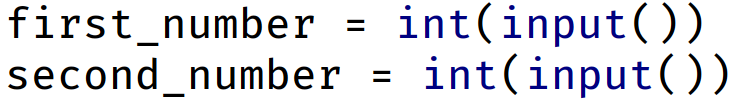 first_number = int(input())
second_number = int(input())